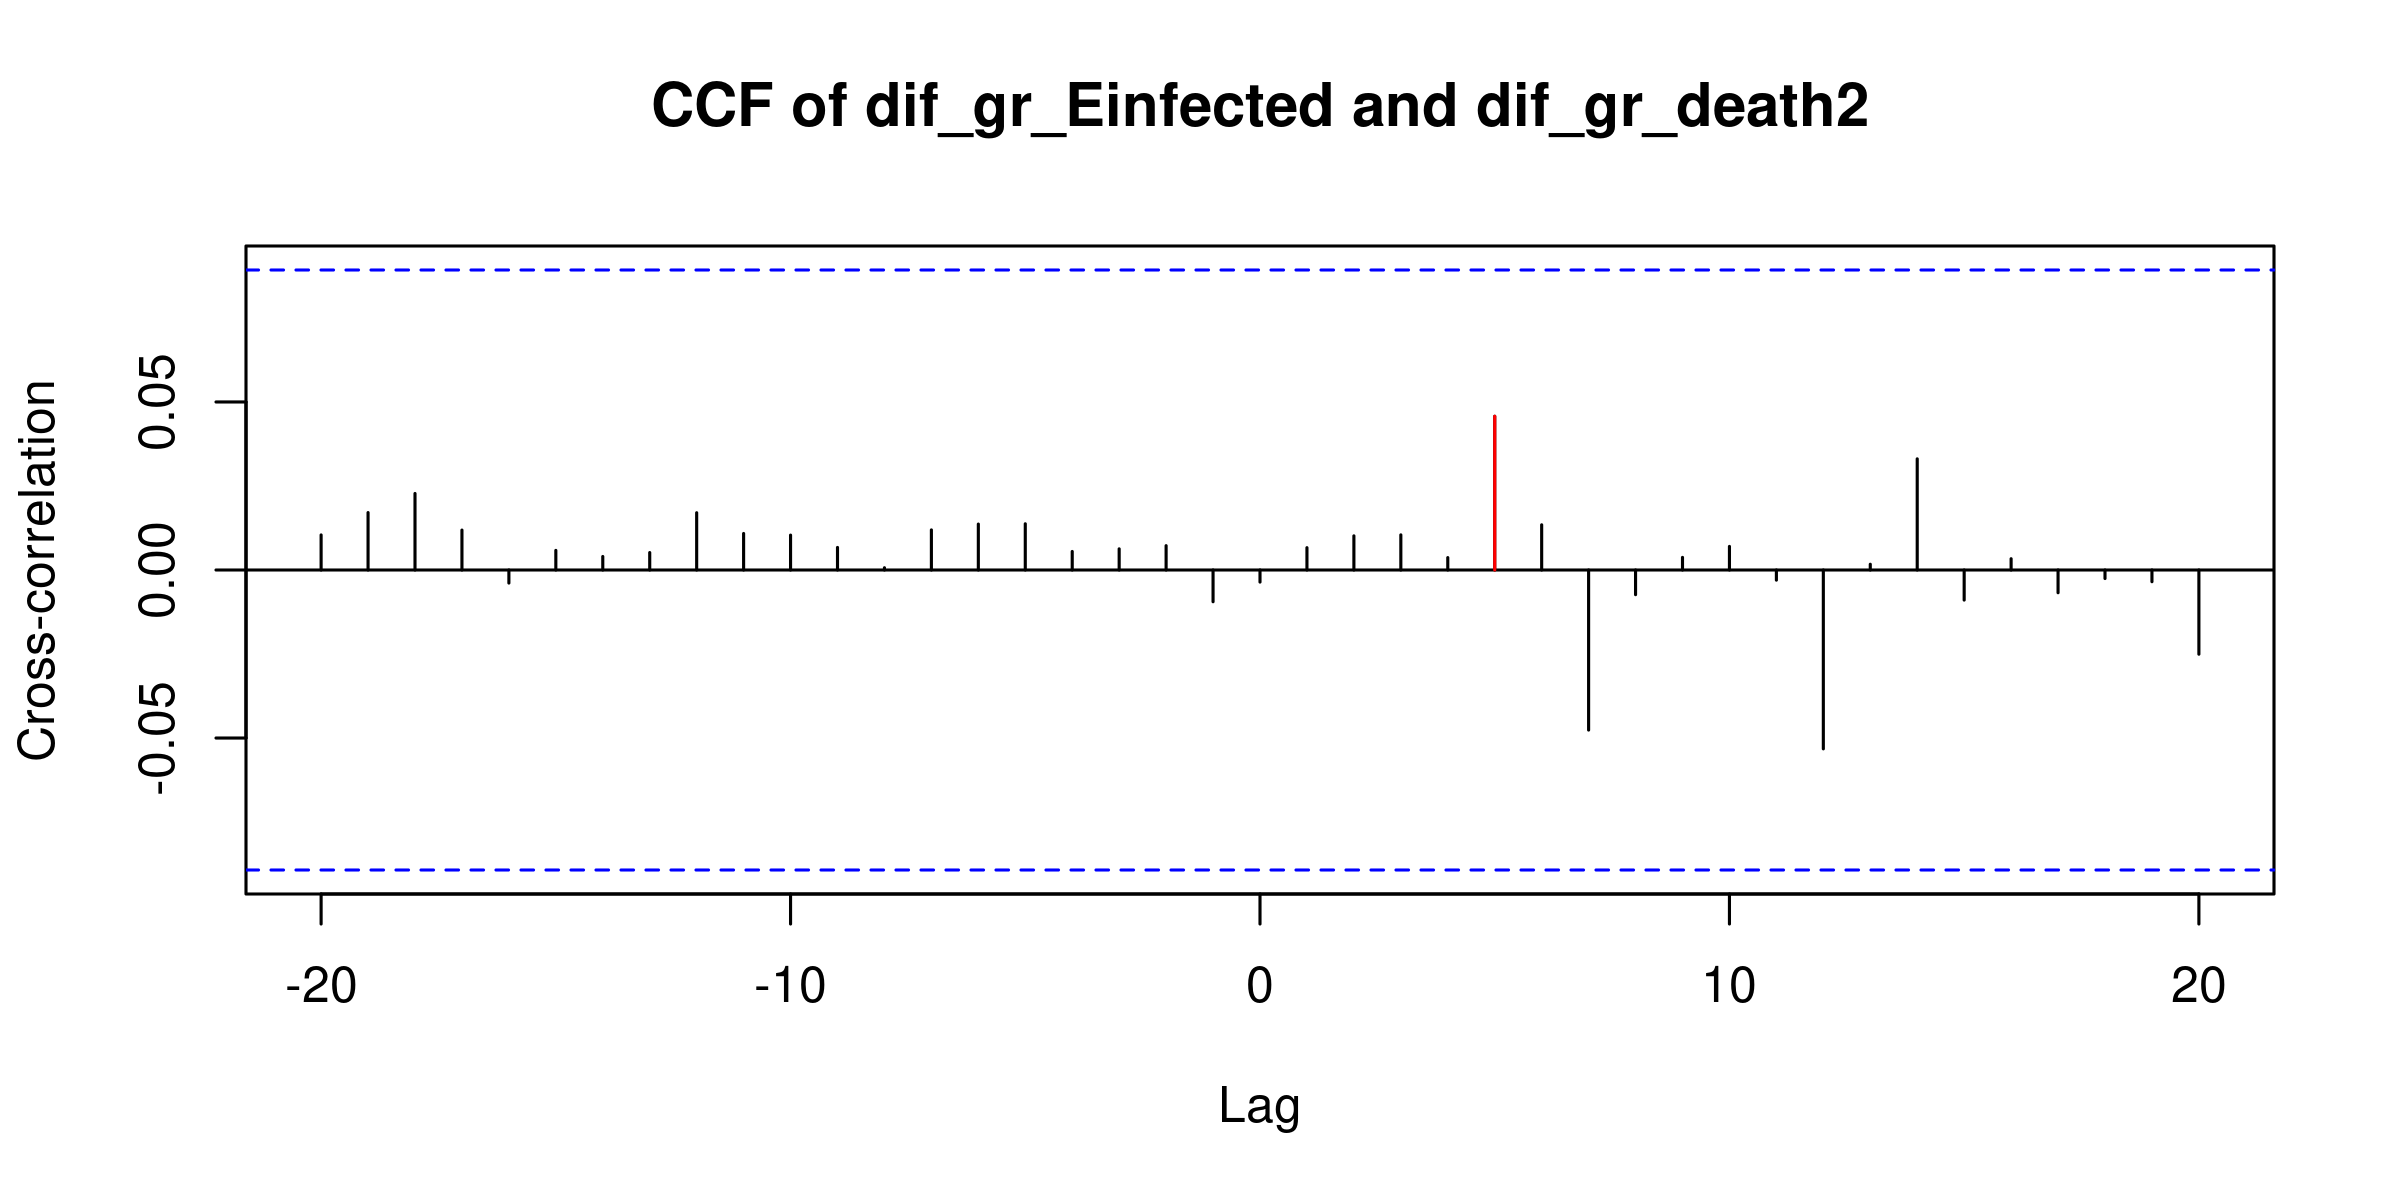 CCF of dif_gr_Einfected and dif_gr_death2
Cross-correlation
0.05
0.00
-0.05
-20 -10 0 10 20
Lag